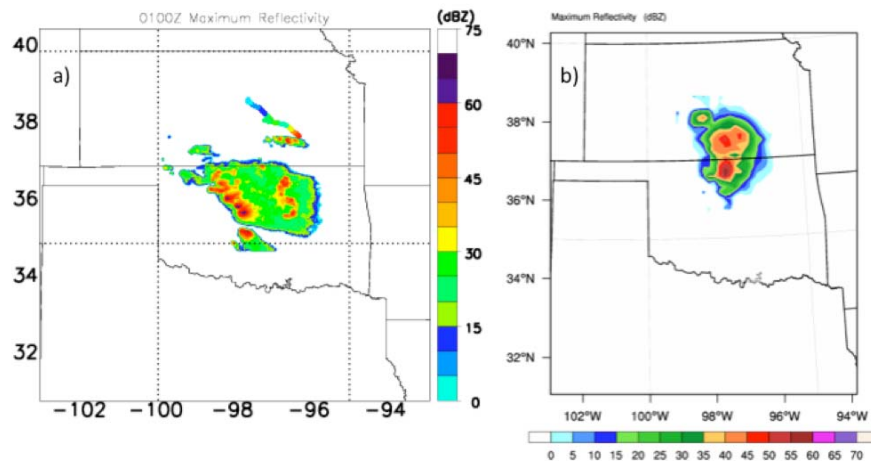 0100Z Maximum Reflectivity
(dBZ)
a)
40
38
36
34
32
-102
-100
-98
-96
-94
75
60
45
30
15
0
Maximum Reflectivity (dBZ)
b)
40°N
38°N
36°N
34°N
32°N
102°W
100°W
98°W
96°W
94°W
0 5 10 15 20 25 30 35 40 45 50 55 60 65 70